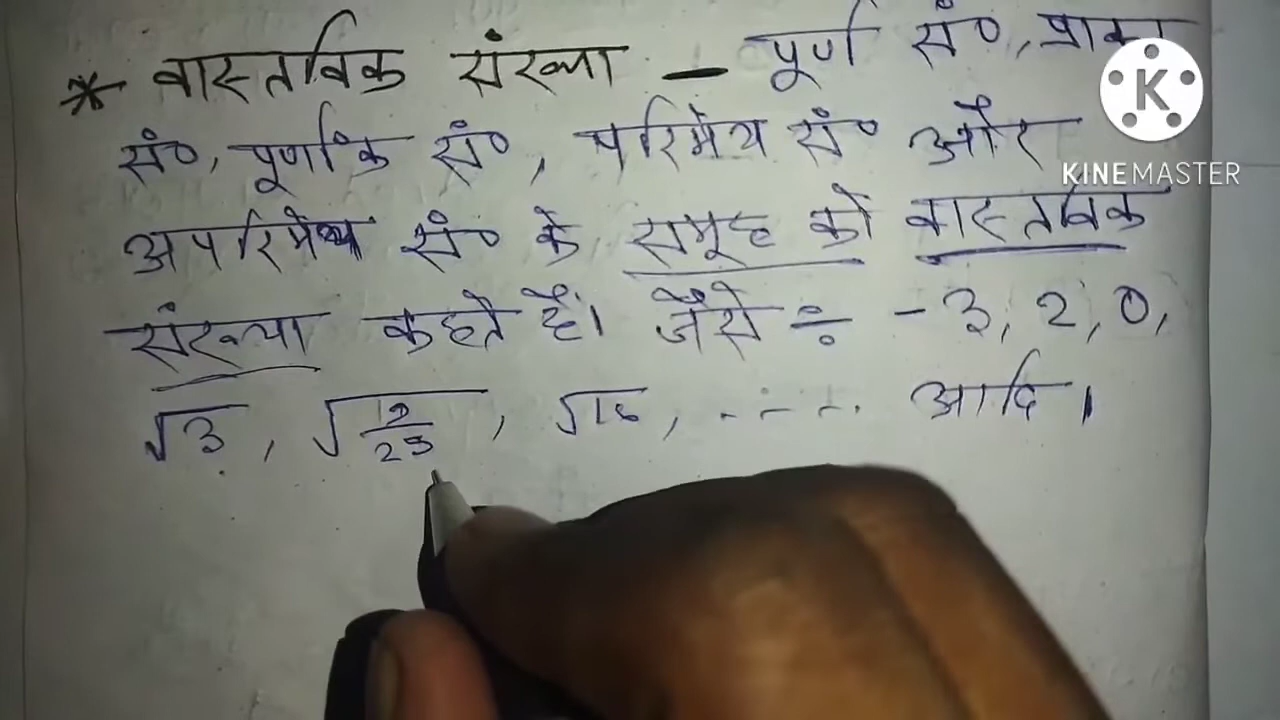 * वास्तविक संख्या — पूर्ण सं०, प्राकृ
K
KINEMASTER
सं०, पूर्णांक सं०, परिमेय सं० और
अपरिमेय सं० के समूह को वास्तविक
संख्या कहते हैं। जैसे ÷ -3, 2, 0,
√3, √12/25, √16, ..... आदि।